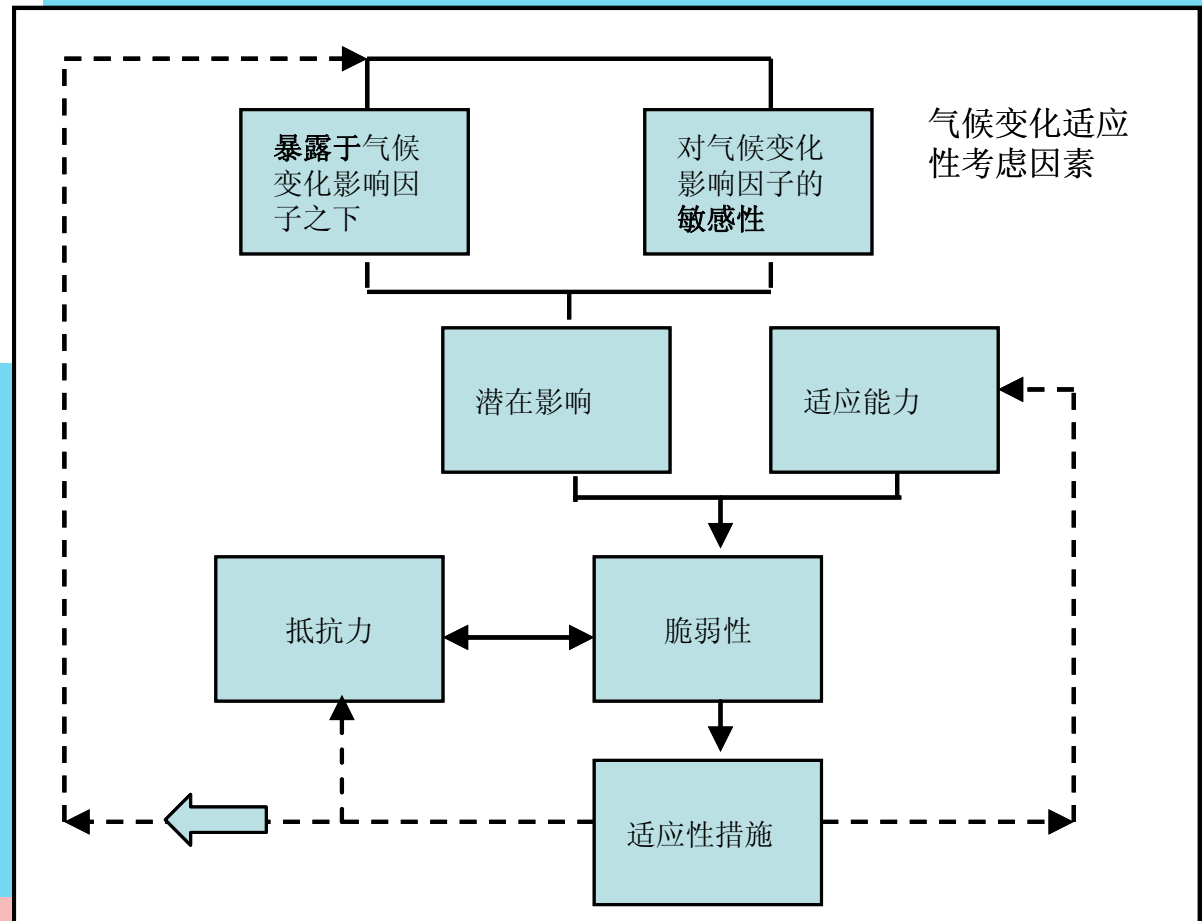 暴露于气候
变化影响因
子之下
对气候变化
影响因子的
敏感性
气候变化适应
性考虑因素
潜在影响
适应能力
抵抗力
脆弱性
适应性措施